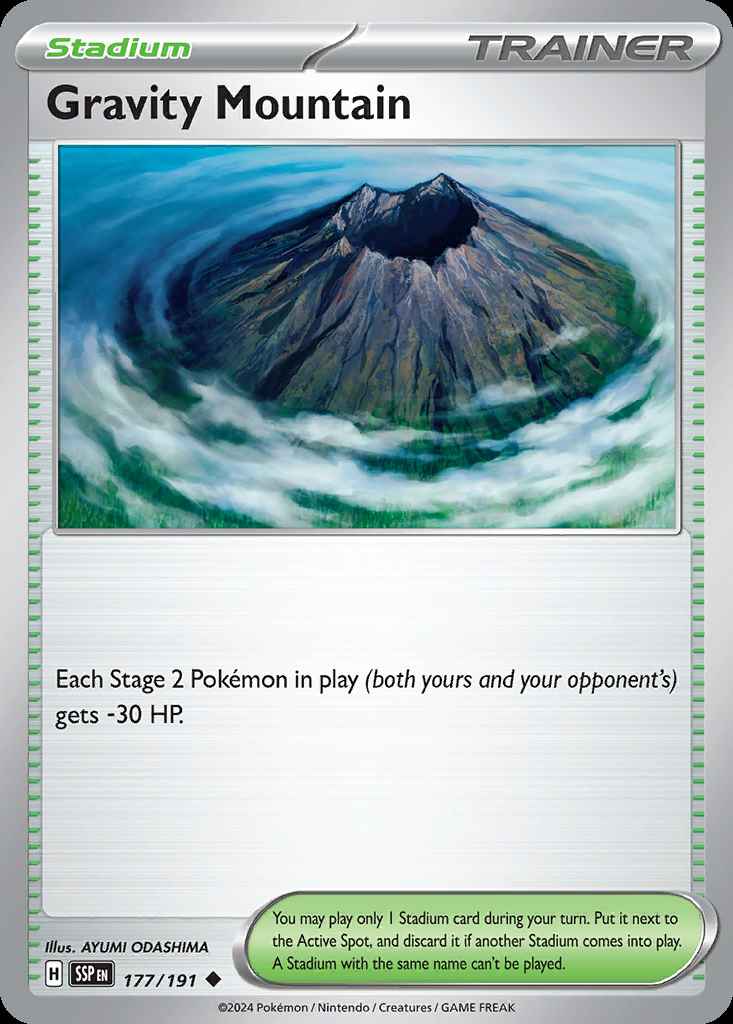 Stadium
TRAINER
Gravity Mountain
Each Stage 2 Pokémon in play (both yours and your opponent's)
gets -30 HP.
You may play only 1 Stadium card during your turn. Put it next to
the Active Spot, and discard it if another Stadium comes into play.
A Stadium with the same name can't be played.
Illus. AYUMI ODASHIMA
H SSP EN 177/191 ◆
©2024 Pokémon / Nintendo / Creatures / GAME FREAK